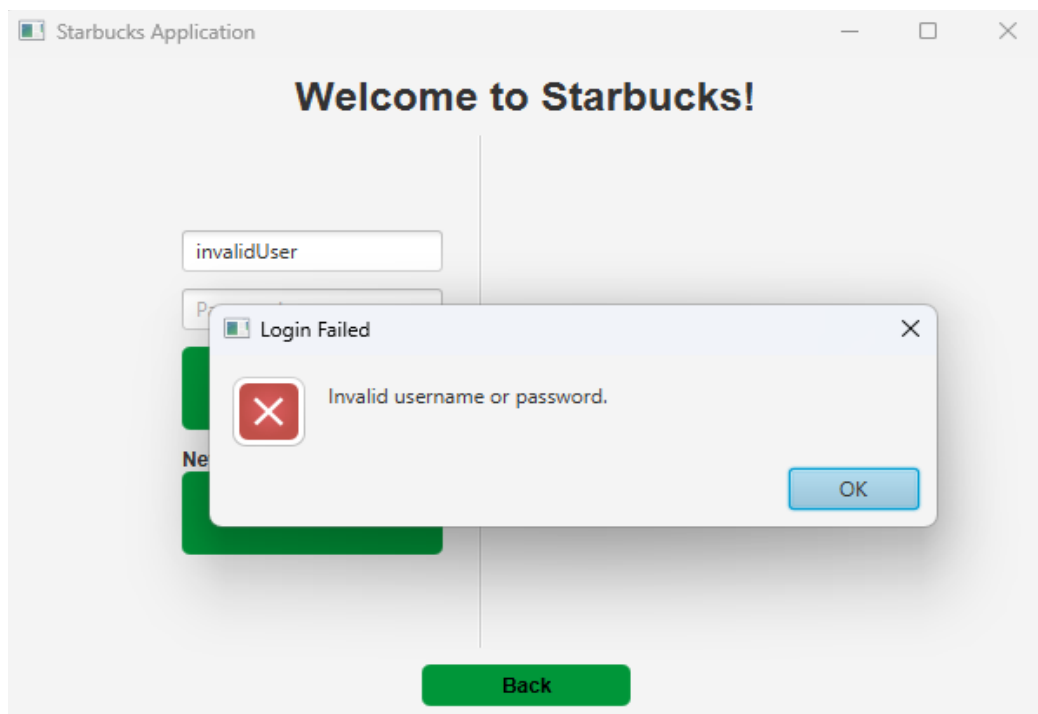 Starbucks Application
Welcome to Starbucks!
invalidUser
Login Failed
Invalid username or password.
OK
Back